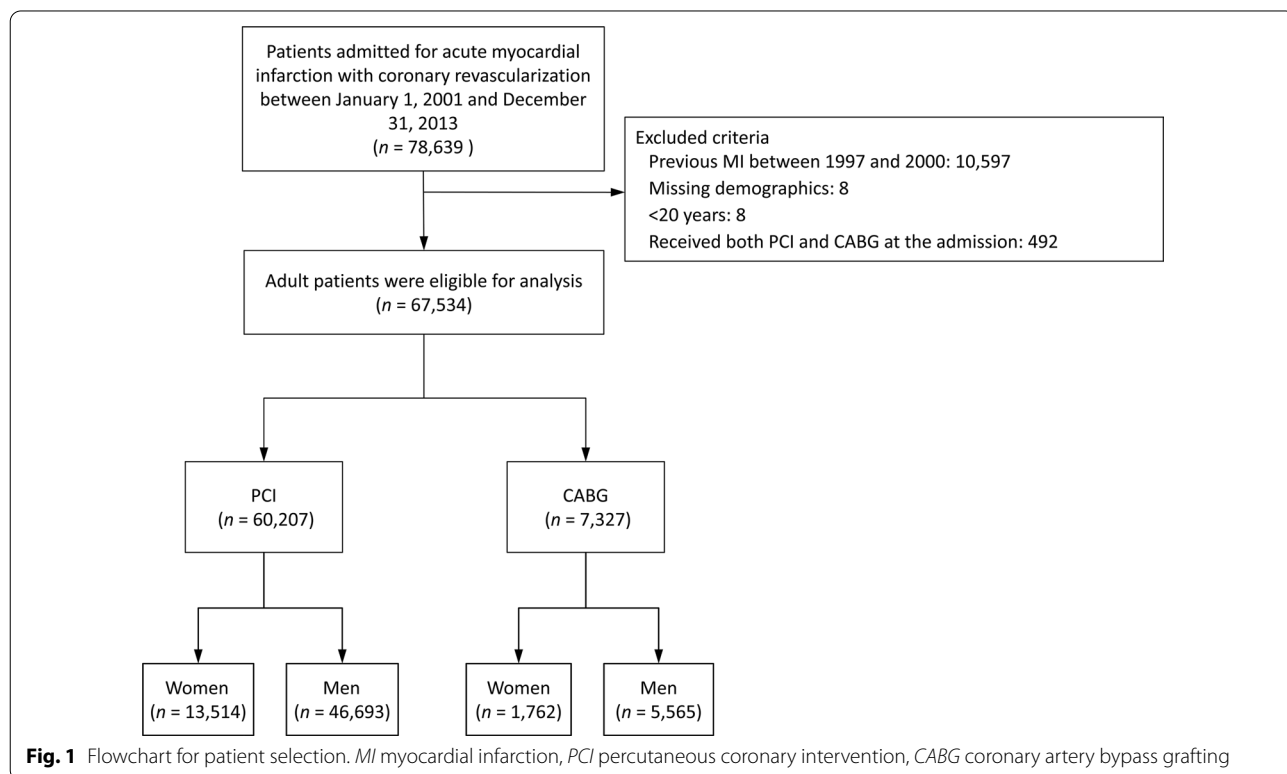 Patients admitted for acute myocardial
infarction with coronary revascularization
between January 1, 2001 and December
31, 2013
(n = 78,639 )
Excluded criteria
Previous MI between 1997 and 2000: 10,597
Missing demographics: 8
<20 years: 8
Received both PCI and CABG at the admission: 492
Adult patients were eligible for analysis
(n = 67,534)
PCI
(n = 60,207)
CABG
(n = 7,327)
Women
(n = 13,514)
Men
(n = 46,693)
Women
(n = 1,762)
Men
(n = 5,565)
Fig. 1 Flowchart for patient selection. MI myocardial infarction, PCI percutaneous coronary intervention, CABG coronary artery bypass grafting